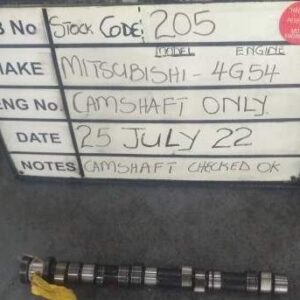 B No STOCK CODE: 205
MODEL ENGINE
MAKE MITSUBISHI - 4G54
ENG No. CAMSHAFT ONLY
DATE 25 JULY 22
NOTES CAMSHAFT CHECKED OK